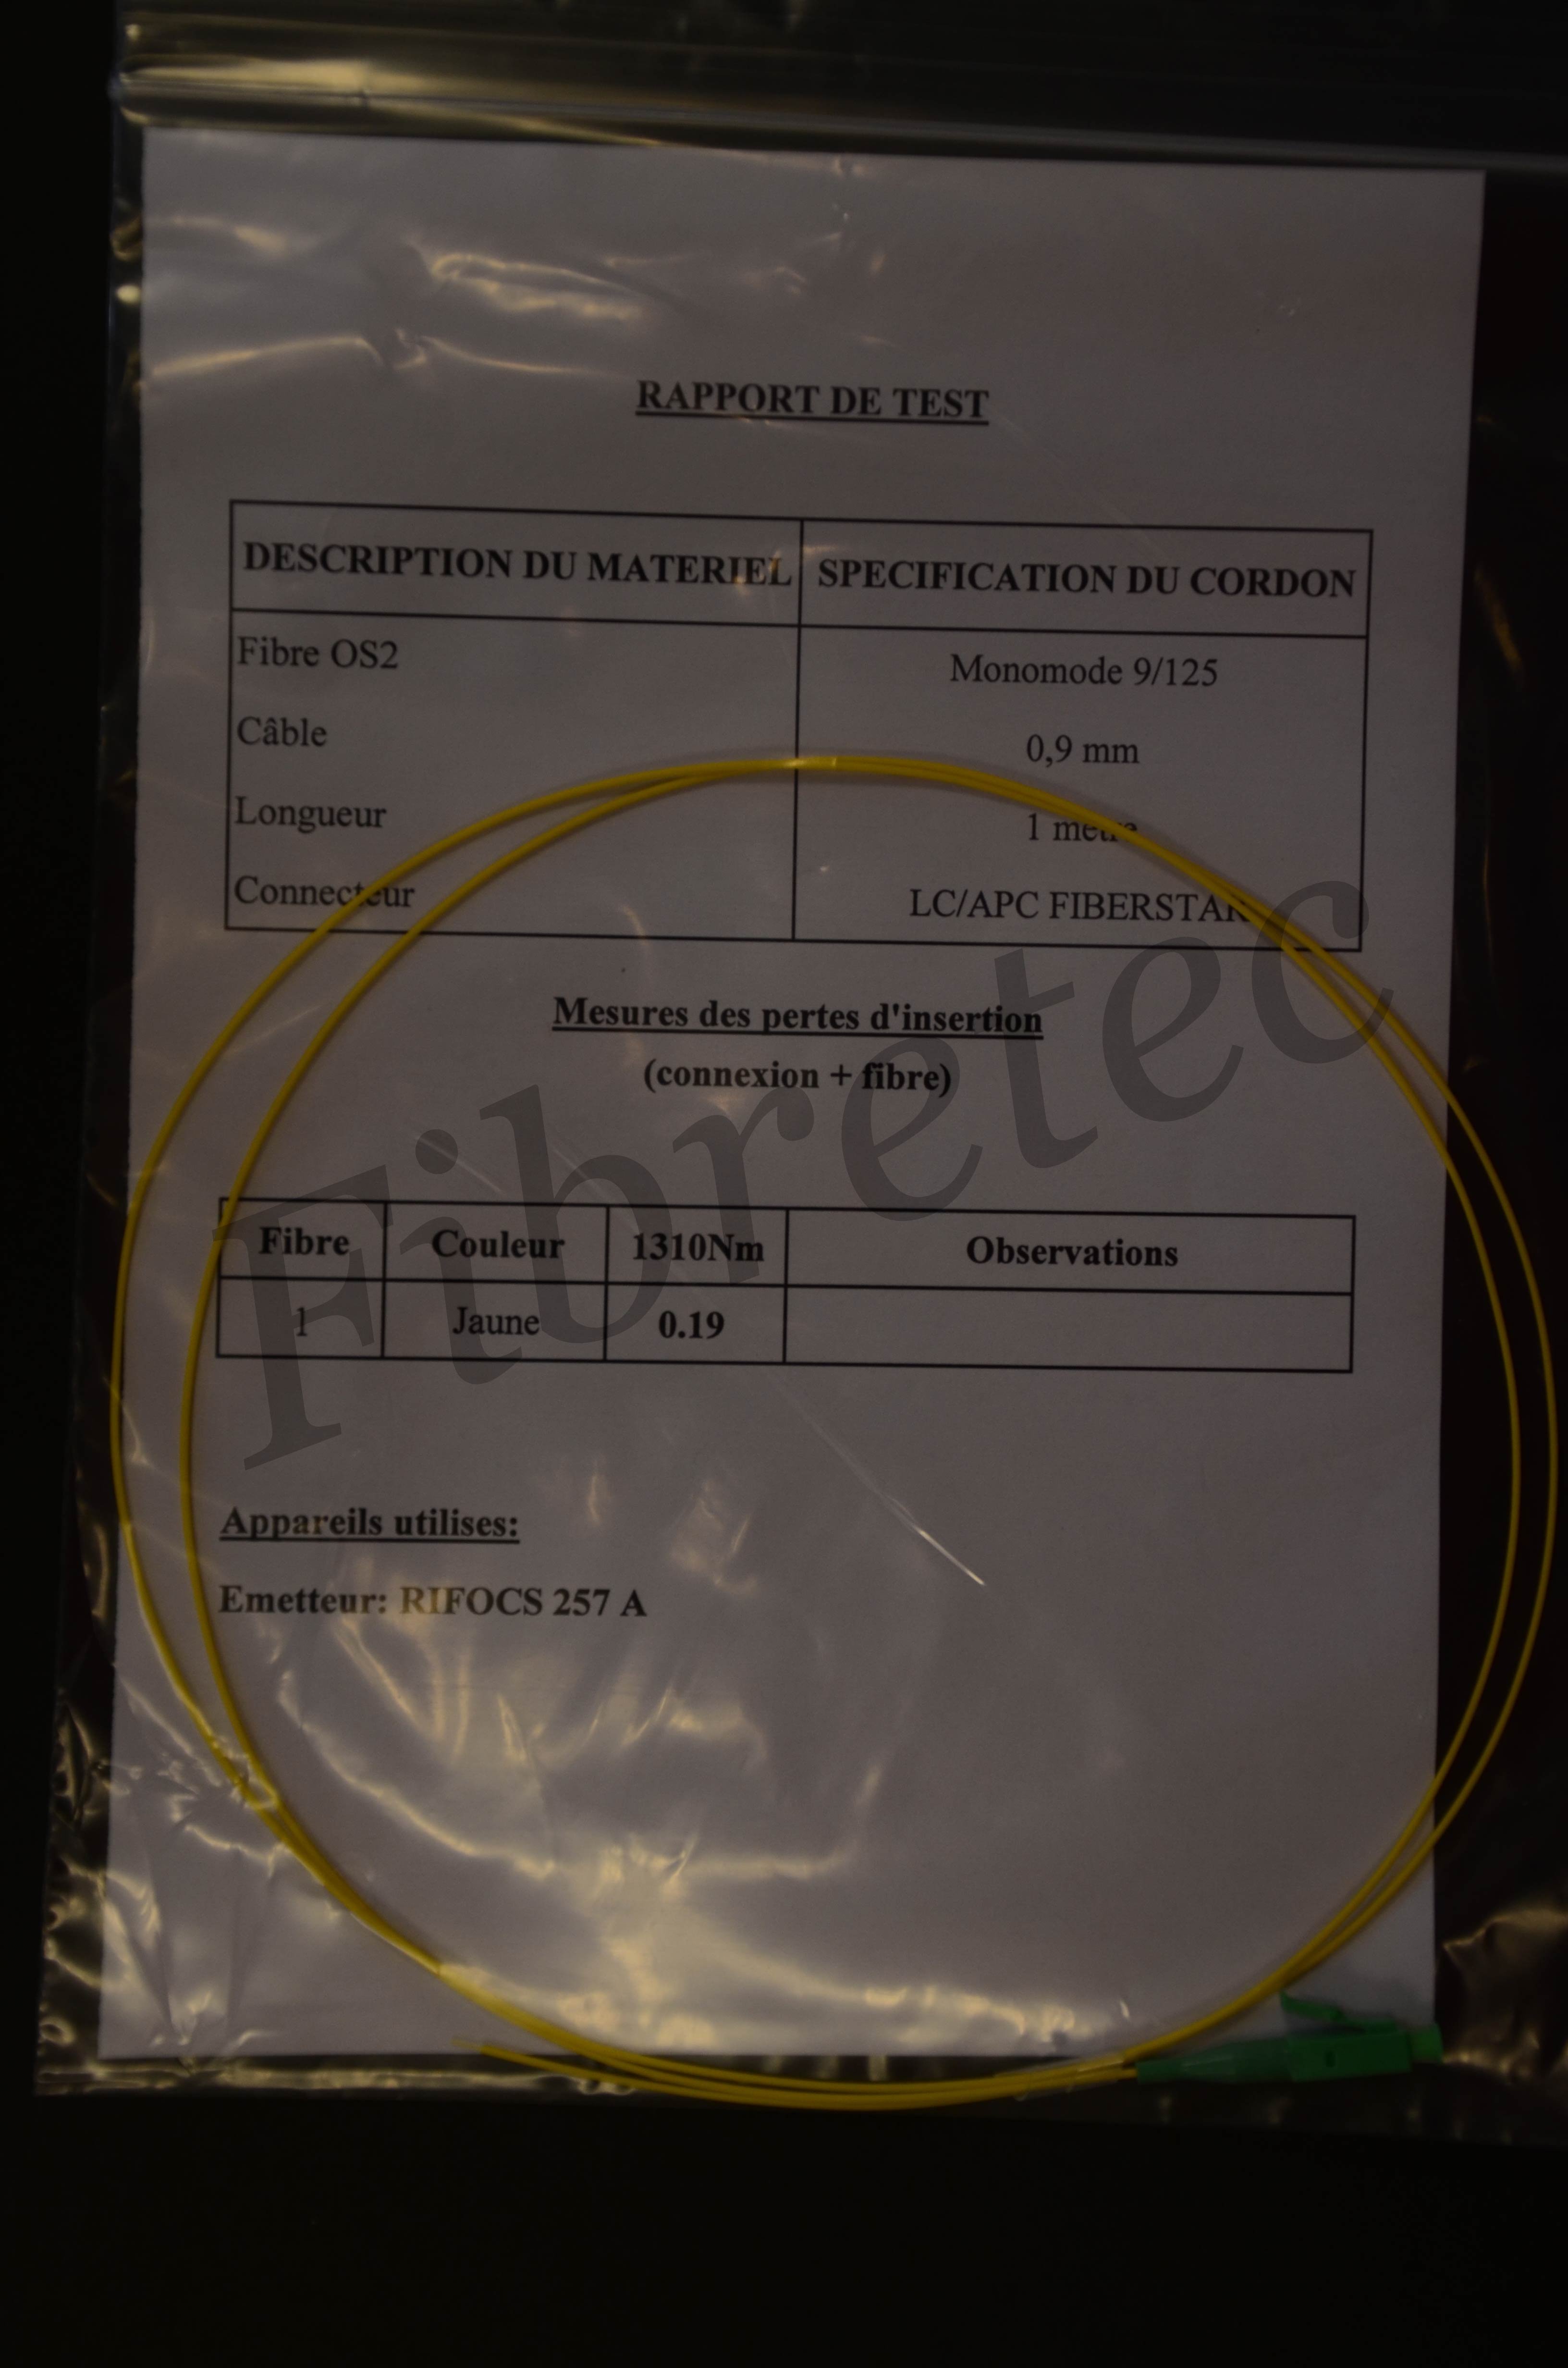 RAPPORT DE TEST
DESCRIPTION DU MATERIEL SPECIFICATION DU CORDON
Fibre OS2 Monomode 9/125
Câble 0,9 mm
Longueur 1 metre
Connecteur LC/APC FIBERSTAR
Mesures des pertes d'insertion
(connexion + fibre)
Fibretec
Fibre Couleur 1310Nm Observations
1 Jaune 0.19
Appareils utilises:
Emetteur: RIFOCS 257 A